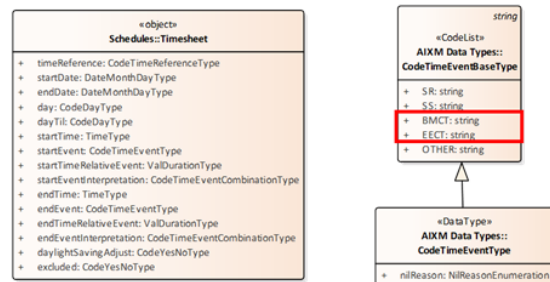 «object»
Schedules::Timesheet
+ timeReference: CodeTimeReferenceType
+ startDate: DateMonthDayType
+ endDate: DateMonthDayType
+ day: CodeDayType
+ dayTil: CodeDayType
+ startTime: TimeType
+ startEvent: CodeTimeEventType
+ startTimeRelativeEvent: ValDurationType
+ startEventInterpretation: CodeTimeEventCombinationType
+ endTime: TimeType
+ endEvent: CodeTimeEventType
+ endTimeRelativeEvent: ValDurationType
+ endEventInterpretation: CodeTimeEventCombinationType
+ daylightSavingAdjust: CodeYesNoType
+ excluded: CodeYesNoType
string
«CodeList»
AIXM Data Types::
CodeTimeEventBaseType
+ SR: string
+ SS: string
+ BMCT: string
+ EECT: string
+ OTHER: string
«DataType»
AIXM Data Types::
CodeTimeEventType
+ nilReason: NilReasonEnumeration